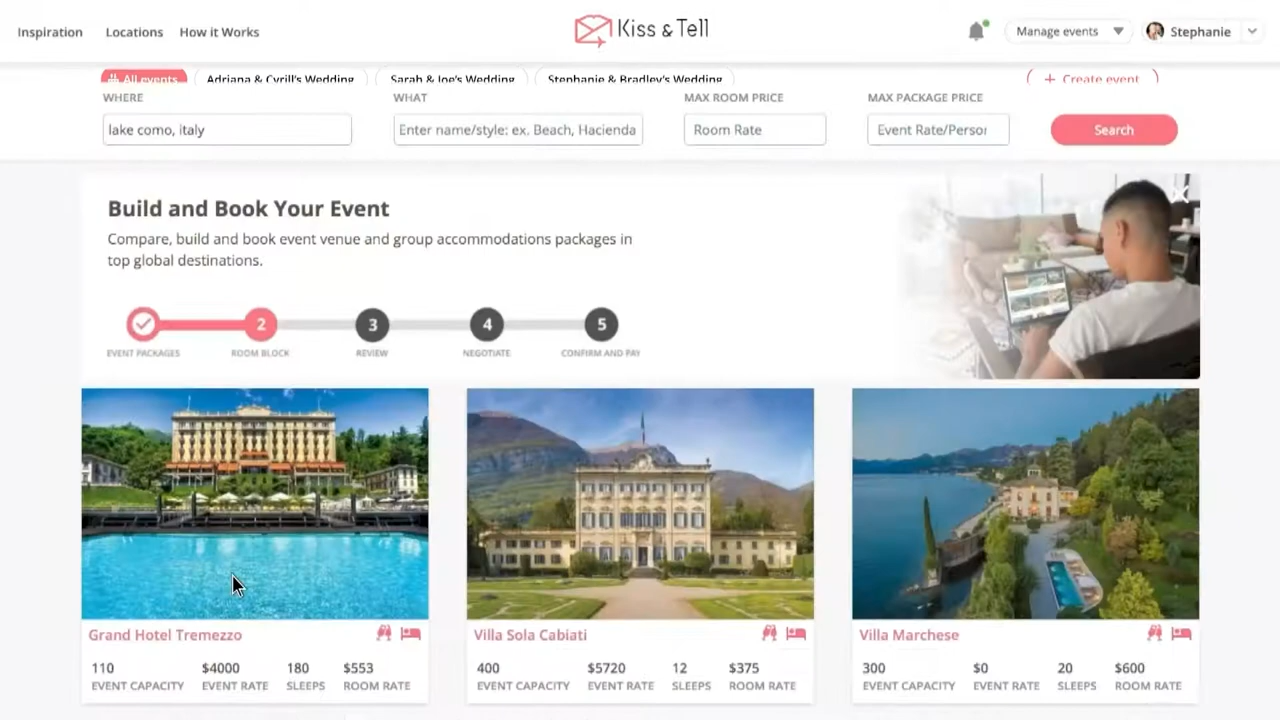 Inspiration
Locations
How it Works
Kiss & Tell
Manage events
Stephanie
All events
Adriana & Cyrill's Wedding
Sarah & Joe's Wedding
Stephanie & Bradley's Wedding
+ Create event
WHERE
WHAT
MAX ROOM PRICE
MAX PACKAGE PRICE
lake como, italy
Enter name/style: ex. Beach, Hacienda
Room Rate
Event Rate/Person
Search
Build and Book Your Event
Compare, build and book event venue and group accommodations packages in
top global destinations.
2
3
4
5
EVENT PACKAGES
ROOM BLOCK
REVIEW
NEGOTIATE
CONFIRM AND PAY
Grand Hotel Tremezzo
110
$4000
180
$553
EVENT CAPACITY
EVENT RATE
SLEEPS
ROOM RATE
Villa Sola Cabiati
400
$5720
12
$375
EVENT CAPACITY
EVENT RATE
SLEEPS
ROOM RATE
Villa Marchese
300
$0
20
$600
EVENT CAPACITY
EVENT RATE
SLEEPS
ROOM RATE